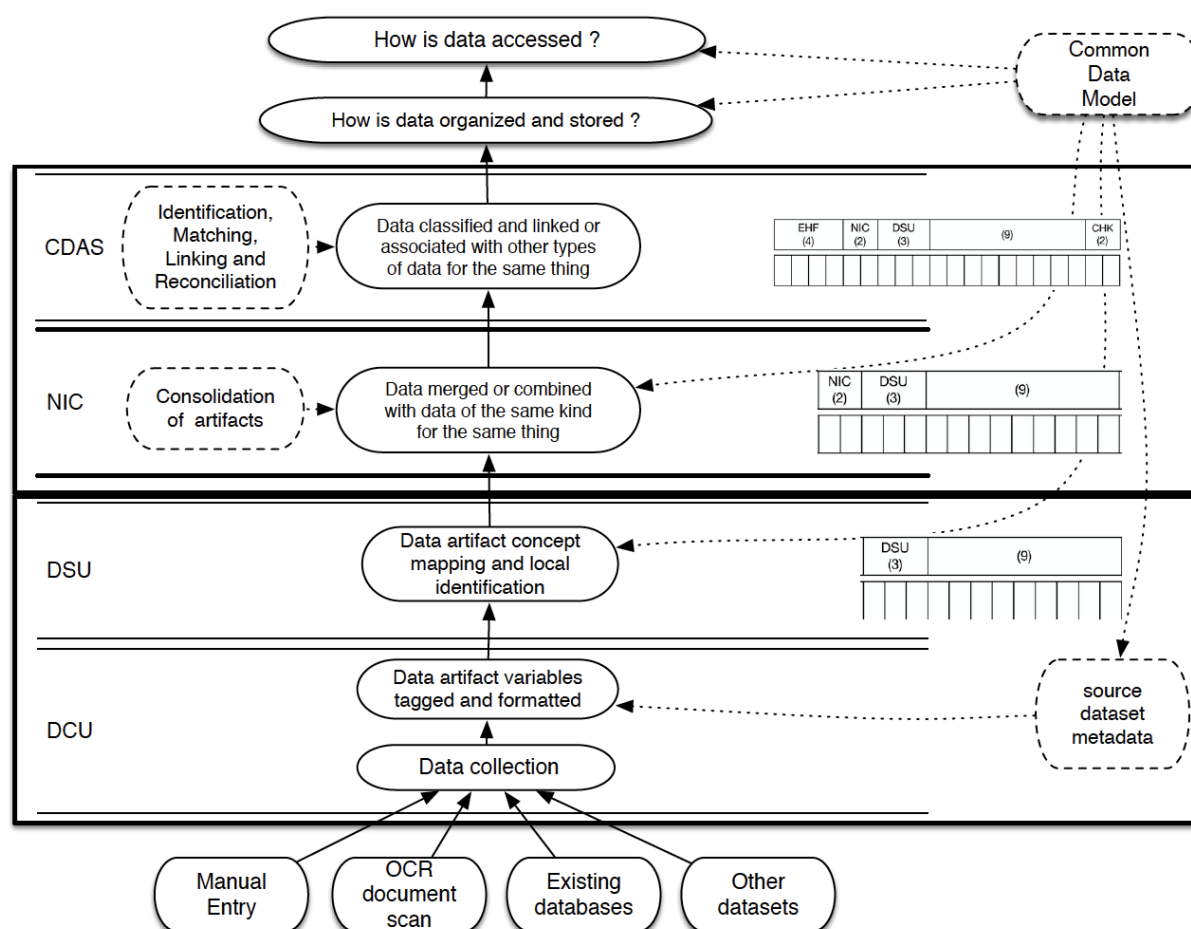 How is data accessed ?
Common
Data
Model
How is data organized and stored ?
CDAS
Identification,
Matching,
Linking and
Reconciliation
Data classified and linked or
associated with other types
of data for the same thing
EHF
(4)
NIC
(2)
DSU
(3)
(9)
CHK
(2)
NIC
Consolidation
of artifacts
Data merged or combined
with data of the same kind
for the same thing
NIC
(2)
DSU
(3)
(9)
DSU
Data artifact concept
mapping and local
identification
DSU
(3)
(9)
DCU
Data artifact variables
tagged and formatted
source
dataset
metadata
Data collection
Manual
Entry
OCR
document
scan
Existing
databases
Other
datasets